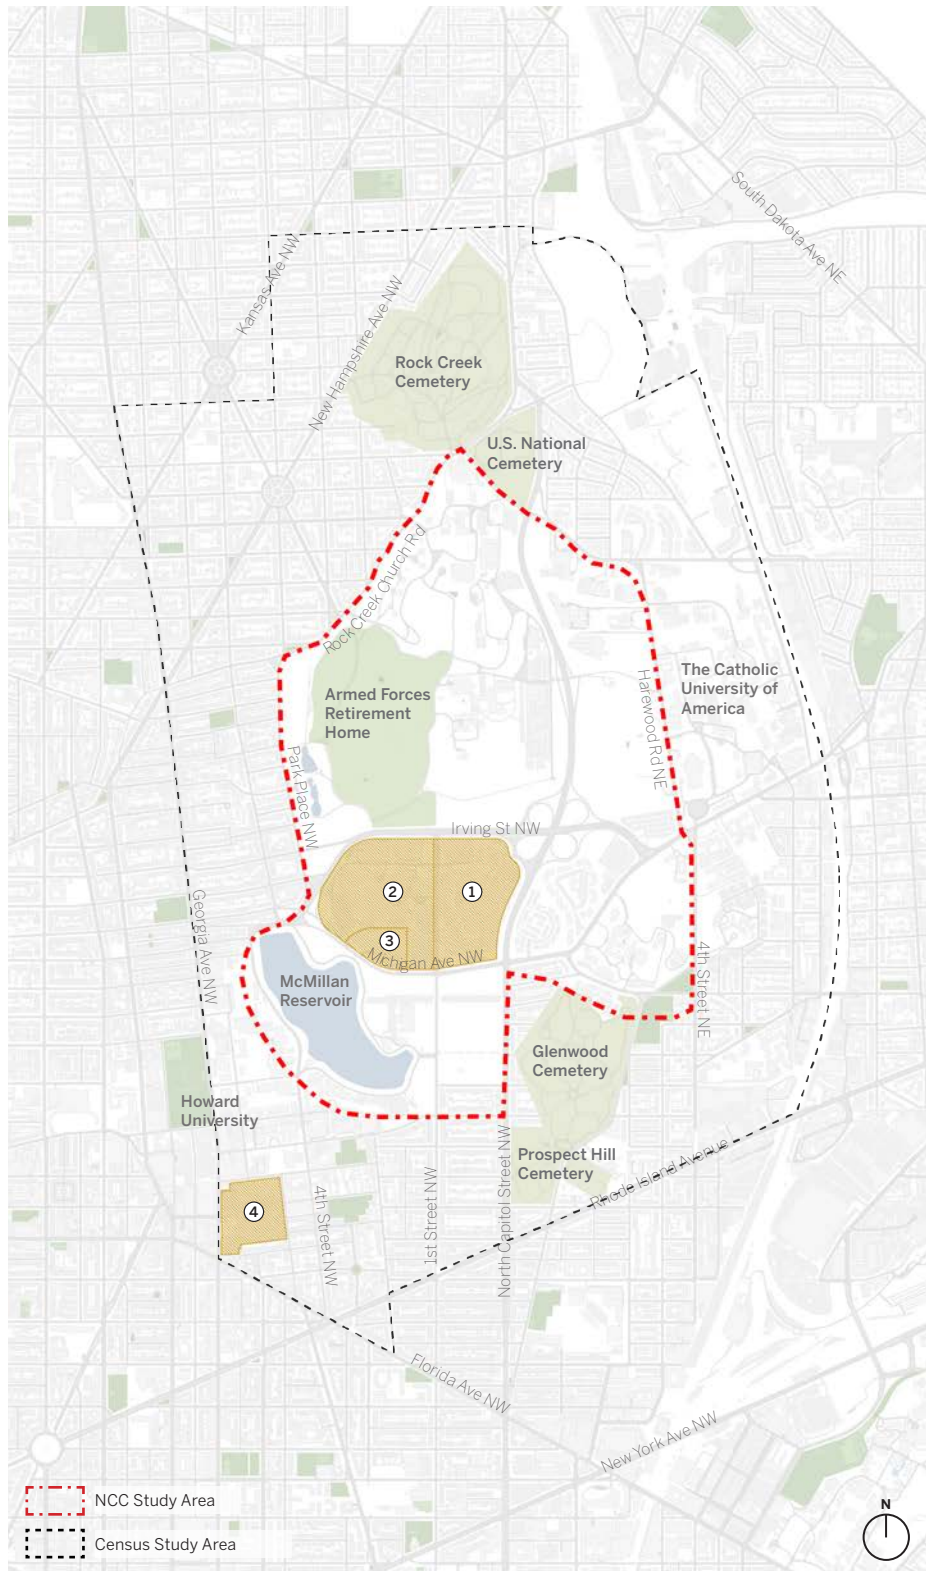 South Dakota Ave NE
Kansas Ave NW
New Hampshire Ave NW
Rock Creek
Cemetery
U.S. National
Cemetery
Rock Creek Church Rd
The Catholic
University of
America
Harewood Rd NE
Armed Forces
Retirement
Home
Park Place NW
Irving St NW
2
1
3
Michigan Ave NW
Georgia Ave NW
4th Street NE
McMillan
Reservoir
Glenwood
Cemetery
Howard
University
Prospect Hill
Cemetery
Rhode Island Avenue
4
4th Street NW
1st Street NW
North Capitol Street NW
Florida Ave NW
New York Ave NW
NCC Study Area
Census Study Area
N